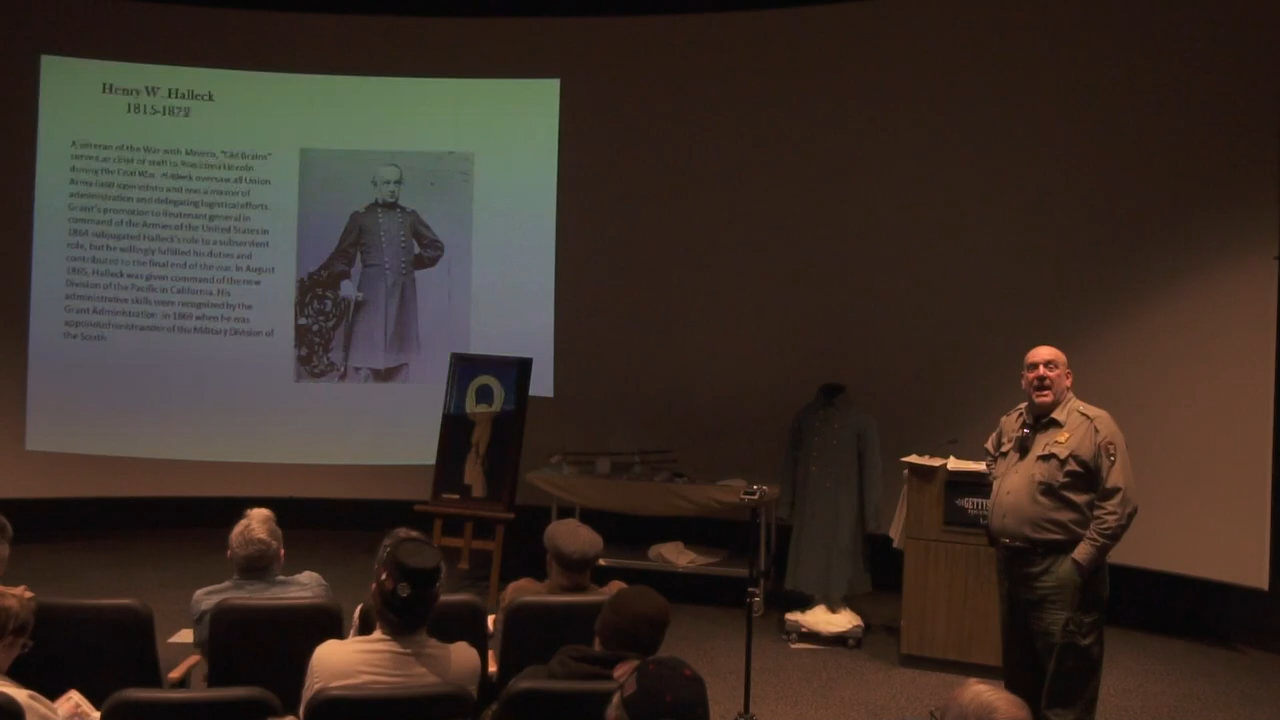 Henry W. Halleck
1815-1872
A veteran of the War with Mexico, "Old Brains"
served as chief of staff to President Lincoln
during the Civil War. Halleck oversaw all Union
Army field operations and was a master of
administration and delegating logistical efforts.
Grant's promotion to lieutenant general in
command of the Armies of the United States in
1864 subjugated Halleck's role to a subservient
role, but he willingly fulfilled his duties and
contributed to the final end of the war. In August
1865, Halleck was given command of the new
Division of the Pacific in California. His
administrative skills were recognized by the
Grant Administration in 1869 when he was
appointed commander of the Military Division of
the South
GETTYS